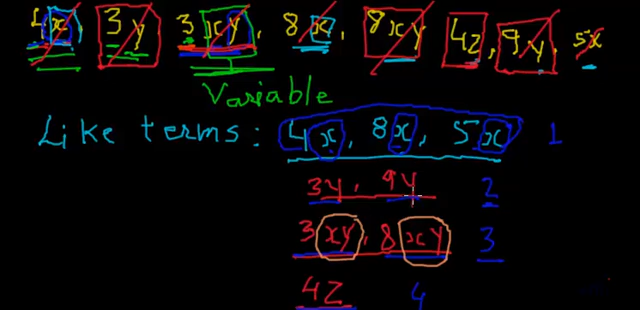 4x 3y 3xy, 8x, 8xy 4z, 9y, 5x
Variable
Like terms: 4x, 8x, 5x 1
3y, 9y 2
3xy, 8xy 3
4z 4